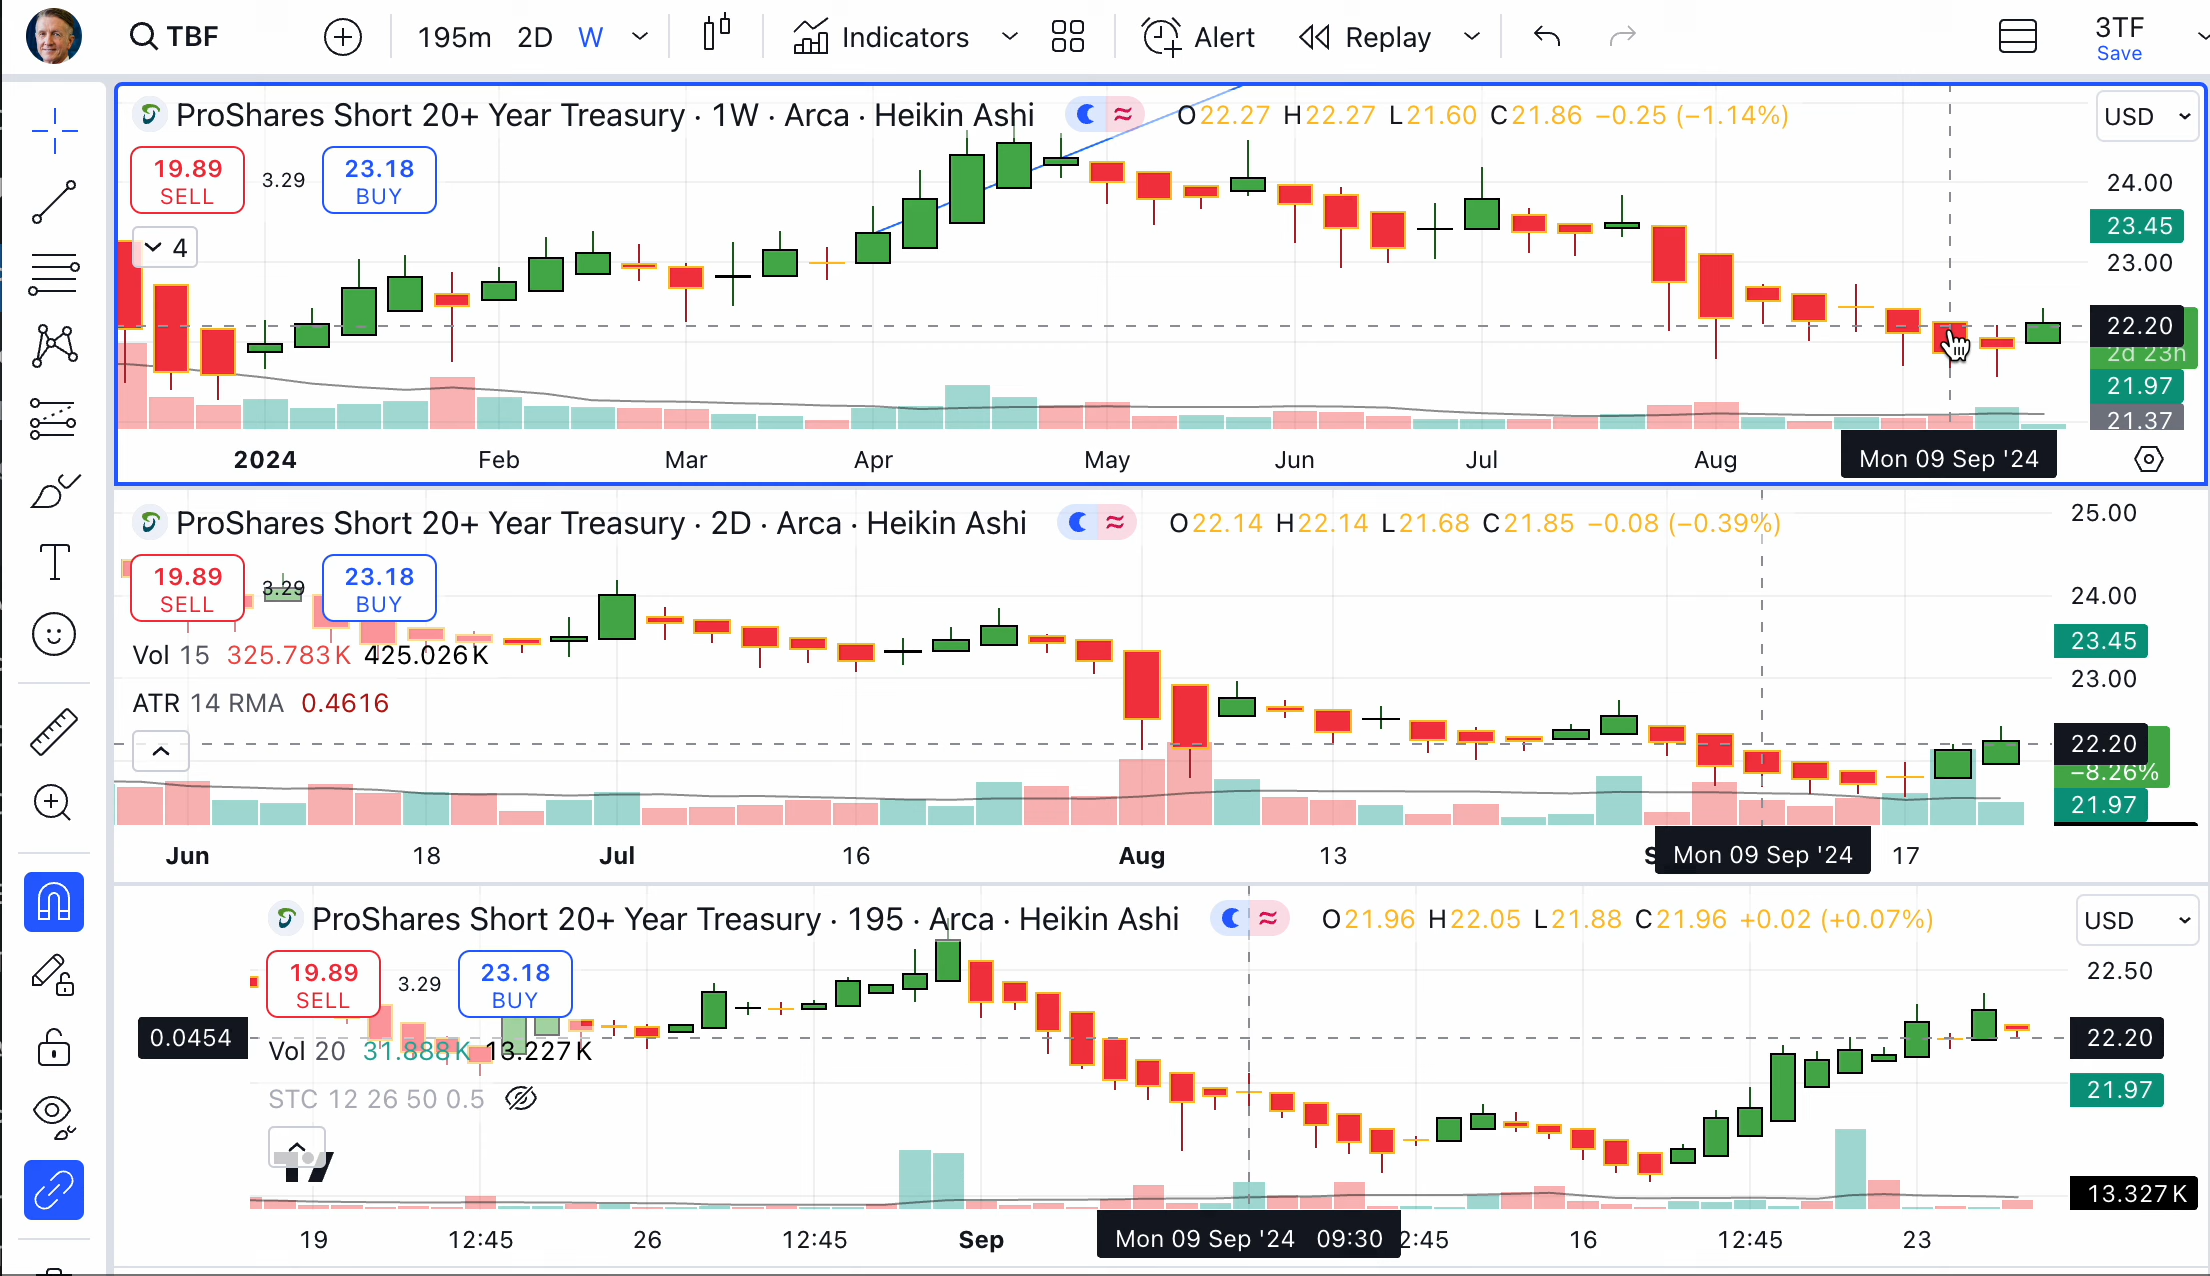 TBF 195m 2D W Indicators Alert Replay 3TF
Save
ProShares Short 20+ Year Treasury · 1W · Arca · Heikin Ashi O22.27 H22.27 L21.60 C21.86 −0.25 (−1.14%) USD
19.89 SELL 3.29 23.18 BUY
4
24.00
23.45
23.00
22.20
2d 23h
21.97
21.37
2024 Feb Mar Apr May Jun Jul Aug Mon 09 Sep '24
ProShares Short 20+ Year Treasury · 2D · Arca · Heikin Ashi O22.14 H22.14 L21.68 C21.85 −0.08 (−0.39%)
19.89 SELL 3.29 23.18 BUY
Vol 15 325.783K 425.026K
ATR 14 RMA 0.4616
25.00
24.00
23.45
23.00
22.20
−8.26%
21.97
Jun 18 Jul 16 Aug 13 Mon 09 Sep '24 17
ProShares Short 20+ Year Treasury · 195 · Arca · Heikin Ashi O21.96 H22.05 L21.88 C21.96 +0.02 (+0.07%) USD
19.89 SELL 3.29 23.18 BUY
0.0454
Vol 20 31.888K 13.227K
STC 12 26 50 0.5
22.50
22.20
21.97
13.327K
19 12:45 26 12:45 Sep Mon 09 Sep '24 09:30 2:45 16 12:45 23